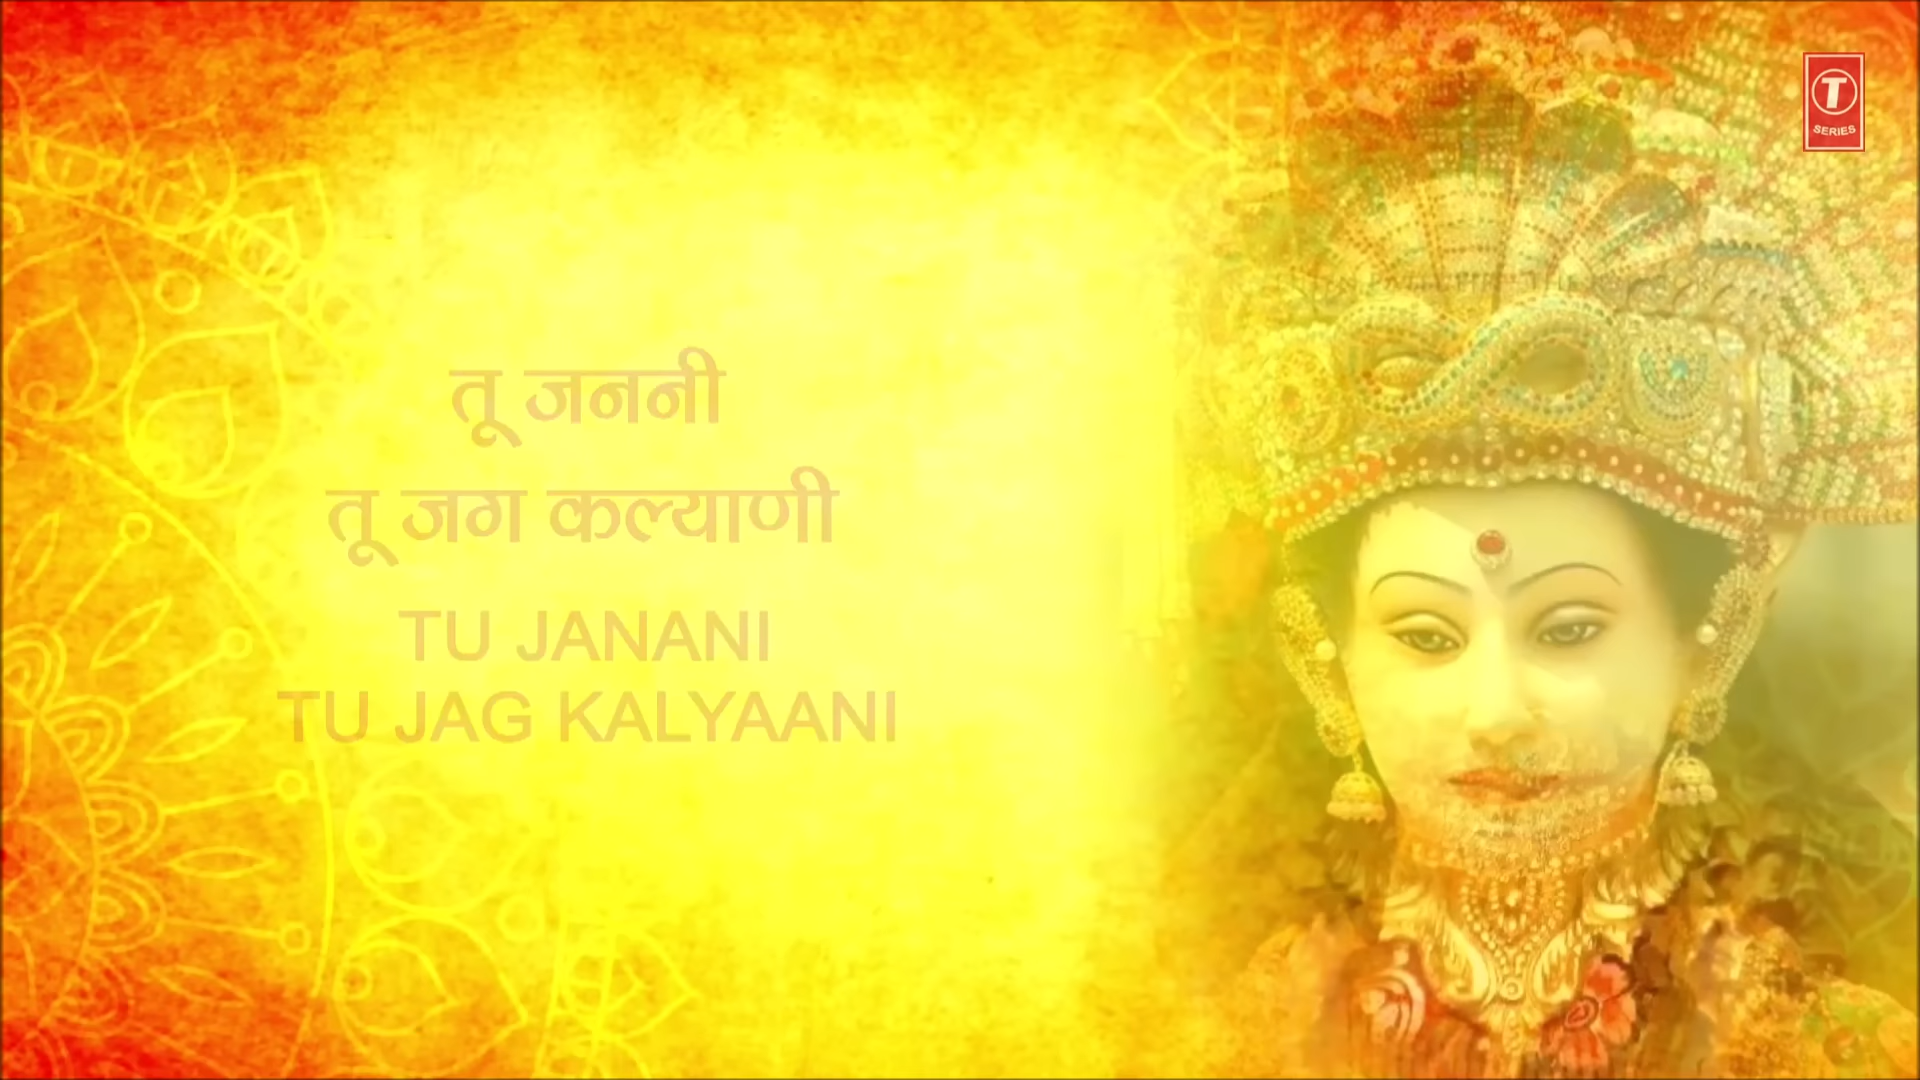 T
SERIES
तू जननी
तू जग कल्याणी
TU JANANI
TU JAG KALYAANI